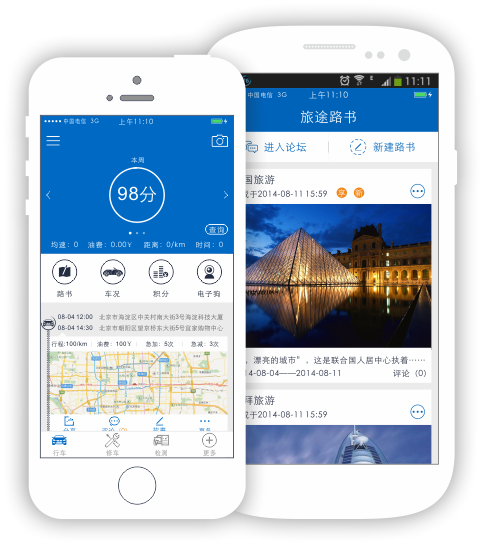 中国电信 3G
上午11:10
本周
98分
查询
均速：0
油费：0.00Y
距离：0/km
时间：0
路书
车况
积分
电子狗
08-04 12:00
北京市海淀区中关村南大街3号海淀科技大厦
08-04 14:30
北京市朝阳区望京桥东大街5号宜家购物中心
行程:100/km
油费：100Y
急加：5次
急减：3次
行车
修车
检测
更多
11:11
中国电信 3G
上午11:10
旅途路书
进入论坛
新建路书
国旅游
于2014-08-11 15:59
，漂亮的城市”，这是联合国人居中心执着……
4-08-04——2014-08-11
评论（0）
拜旅游
于2014-08-11 15:59